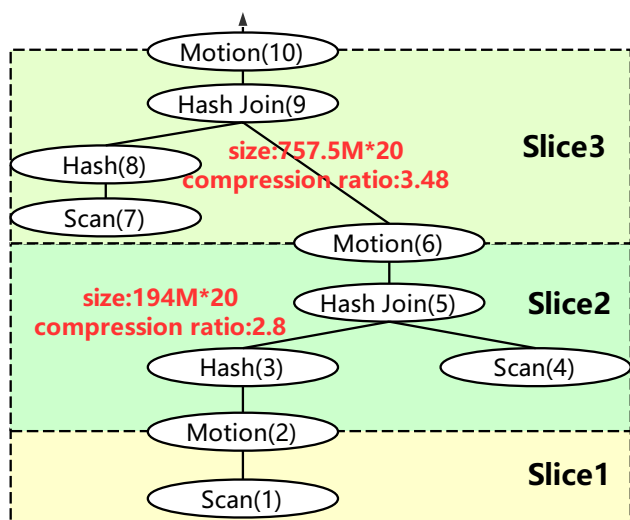 Motion(10)
Hash Join(9
size:757.5M*20
Slice3
Hash(8)
compression ratio:3.48
Scan(7)
Motion(6)
size:194M*20
Hash Join(5)
Slice2
compression ratio:2.8
Hash(3)
Scan(4)
Motion(2)
Slice1
Scan(1)